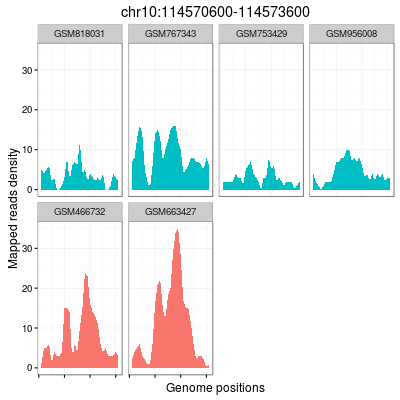 chr10:114570600-114573600
GSM818031 GSM767343 GSM753429 GSM956008
30
20
10
0
Mapped reads density
GSM466732 GSM663427
30
20
10
0
Genome positions